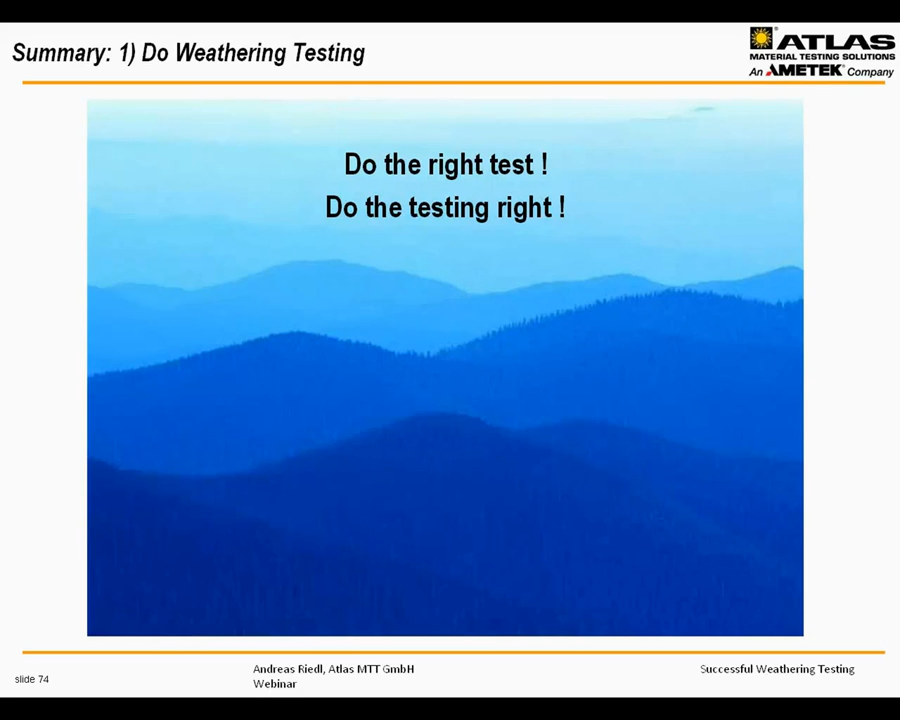 Summary: 1) Do Weathering Testing
ATLAS
MATERIAL TESTING SOLUTIONS
An AMETEK® Company
Do the right test !
Do the testing right !
slide 74
Andreas Riedl, Atlas MTT GmbH
Webinar
Successful Weathering Testing